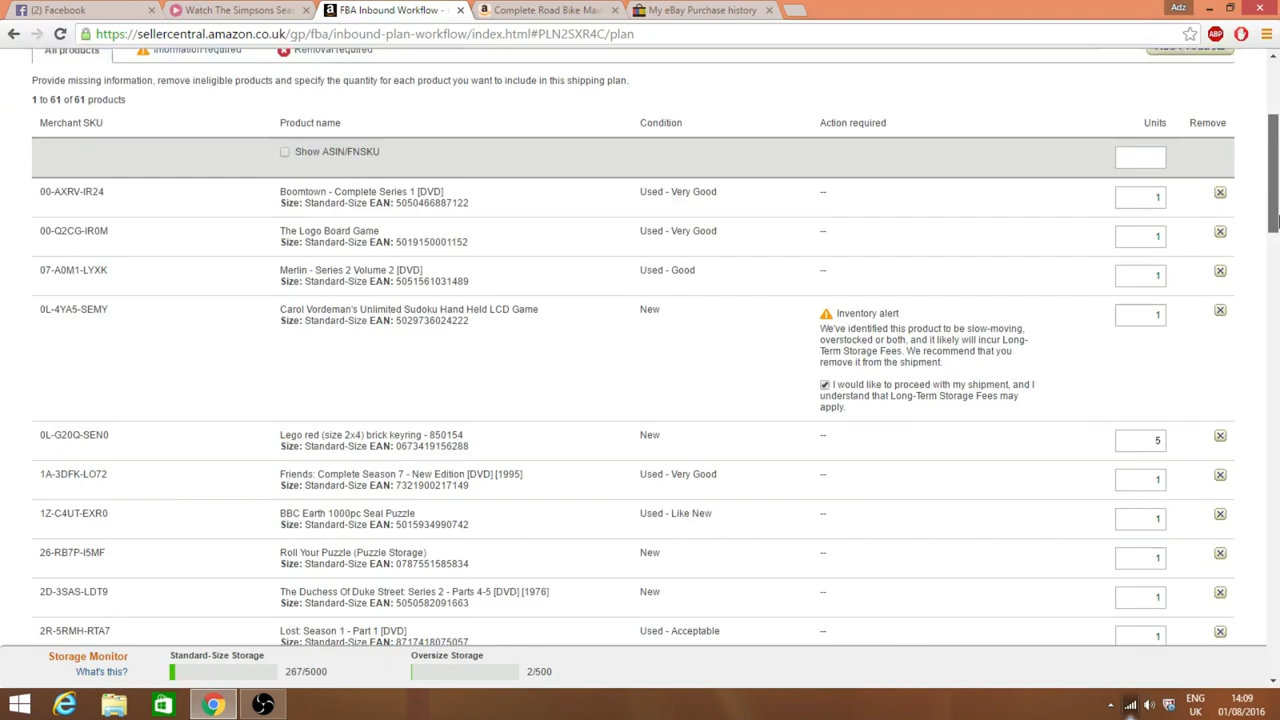 Facebook
Watch The Simpsons Sea
FBA Inbound Workflow -
Complete Road Bike Main
My eBay Purchase history
Adz
https://sellercentral.amazon.co.uk/gp/fba/inbound-plan-workflow/index.html#PLN2SXR4C/plan
ABP
All products
Information required
Removal required
Provide missing information, remove ineligible products and specify the quantity for each product you want to include in this shipping plan.
1 to 61 of 61 products
Merchant SKU Product name Condition Action required Units Remove
Show ASIN/FNSKU
00-AXRV-IR24 Boomtown - Complete Series 1 [DVD] Used - Very Good -- 1
Size: Standard-Size EAN: 5050466887122
00-Q2CG-IR0M The Logo Board Game Used - Very Good -- 1
Size: Standard-Size EAN: 5019150001152
07-A0M1-LYXK Merlin - Series 2 Volume 2 [DVD] Used - Good -- 1
Size: Standard-Size EAN: 5051561031489
0L-4YA5-SEMY Carol Vordeman's Unlimited Sudoku Hand Held LCD Game New Inventory alert 1
Size: Standard-Size EAN: 5029736024222
We've identified this product to be slow-moving,
overstocked or both, and it likely will incur Long-
Term Storage Fees. We recommend that you
remove it from the shipment.
I would like to proceed with my shipment, and I
understand that Long-Term Storage Fees may
apply.
0L-G20Q-SEN0 Lego red (size 2x4) brick keyring - 850154 New -- 5
Size: Standard-Size EAN: 0673419156288
1A-3DFK-LO72 Friends: Complete Season 7 - New Edition [DVD] [1995] Used - Very Good -- 1
Size: Standard-Size EAN: 7321900217149
1Z-C4UT-EXR0 BBC Earth 1000pc Seal Puzzle Used - Like New -- 1
Size: Standard-Size EAN: 5015934990742
26-RB7P-I5MF Roll Your Puzzle (Puzzle Storage) New -- 1
Size: Standard-Size EAN: 0787551585834
2D-3SAS-LDT9 The Duchess Of Duke Street: Series 2 - Parts 4-5 [DVD] [1976] New -- 1
Size: Standard-Size EAN: 5050582091663
2R-5RMH-RTA7 Lost: Season 1 - Part 1 [DVD] Used - Acceptable -- 1
Size: Standard-Size EAN: 8717418075057
Storage Monitor Standard-Size Storage Oversize Storage
What's this? 267/5000 2/500
ENG 14:09
UK 01/08/2016